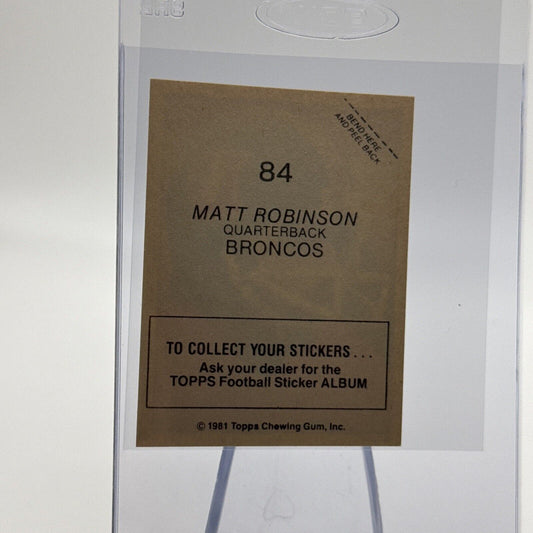 BEND HERE
AND PEEL BACK
84
MATT ROBINSON
QUARTERBACK
BRONCOS
TO COLLECT YOUR STICKERS...
Ask your dealer for the
TOPPS Football Sticker ALBUM
© 1981 Topps Chewing Gum, Inc.